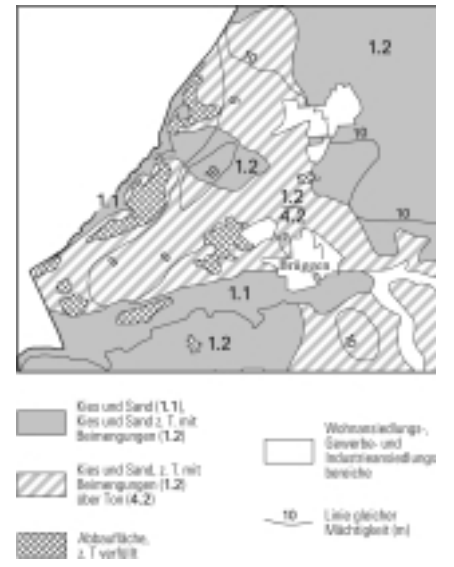 1.2
10
1.2
1.1
1.2
4.2
10
Brüggen
1.1
1.2
Kies und Sand (1.1),
Kies und Sand z. T. mit
Beimengungen (1.2)
Kies und Sand, z. T. mit
Beimengungen (1.2)
über Ton (4.2)
Abbaufläche,
z. T verfüllt
Wohnansiedlungs-,
Gewerbe- und
Industrieansiedlungs
bereiche
10
Linie gleicher
Mächtigkeit (m)